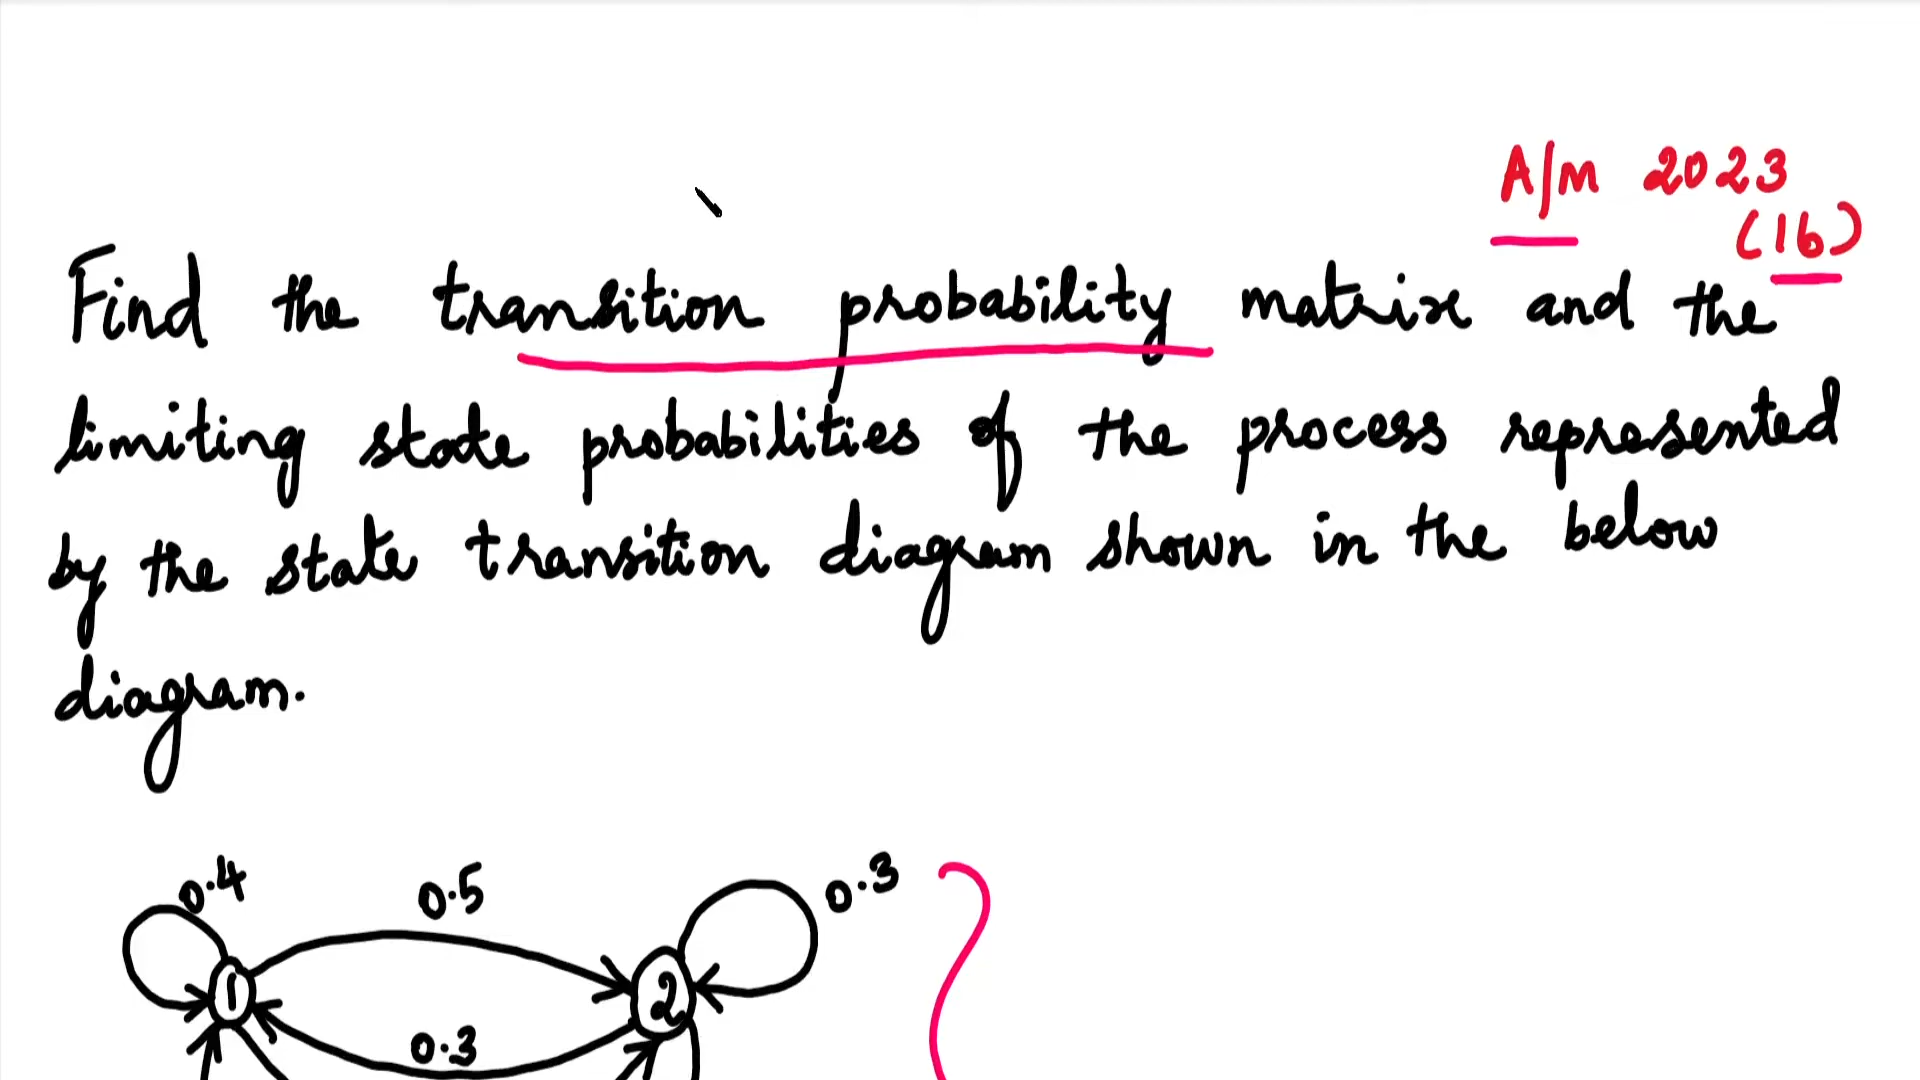 A/M 2023
(16)
Find the transition probability matrix and the
limiting state probabilities of the process represented
by the state transition diagram shown in the below
diagram.
0.4
0.5
0.3
1
2
0.3